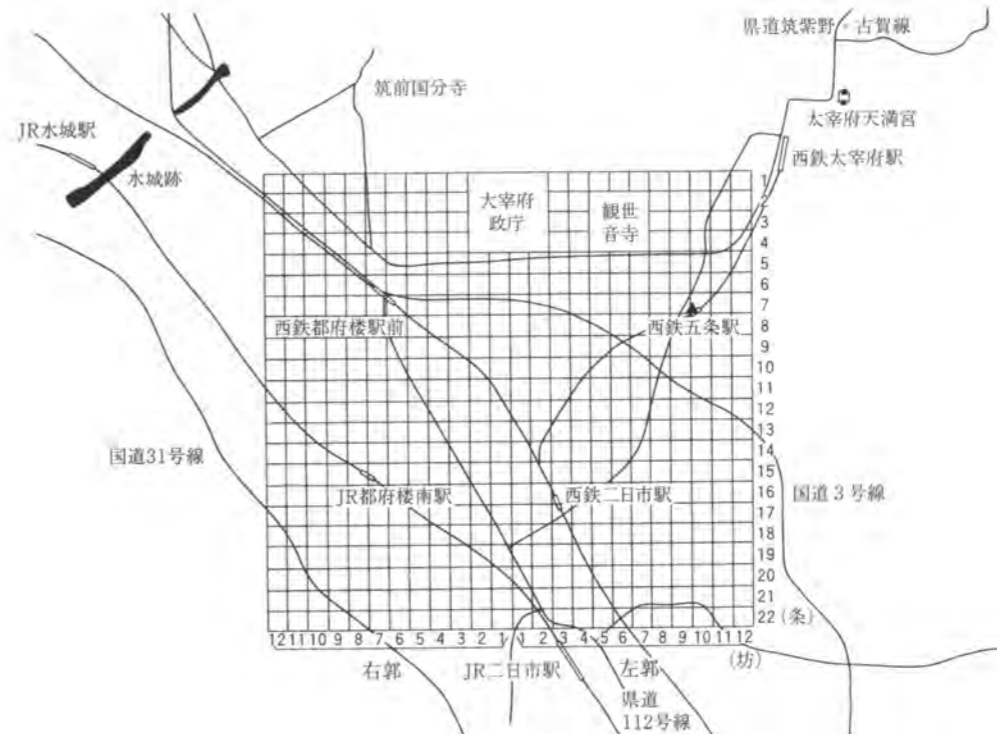 県道筑紫野・古賀線
筑前国分寺
太宰府天満宮
JR水城駅
西鉄太宰府駅
水城跡
大宰府
政庁
観世
音寺
1
2
3
4
5
6
7
8
9
10
11
12
13
14
15
16
17
18
19
20
21
22 (条)
西鉄都府楼駅前
西鉄五条駅
国道31号線
JR都府楼南駅
西鉄二日市駅
国道3号線
12 11 10 9 8 7 6 5 4 3 2 1 1 2 3 4 5 6 7 8 9 10 11 12
(坊)
右郭
JR二日市駅
左郭
県道
112号線